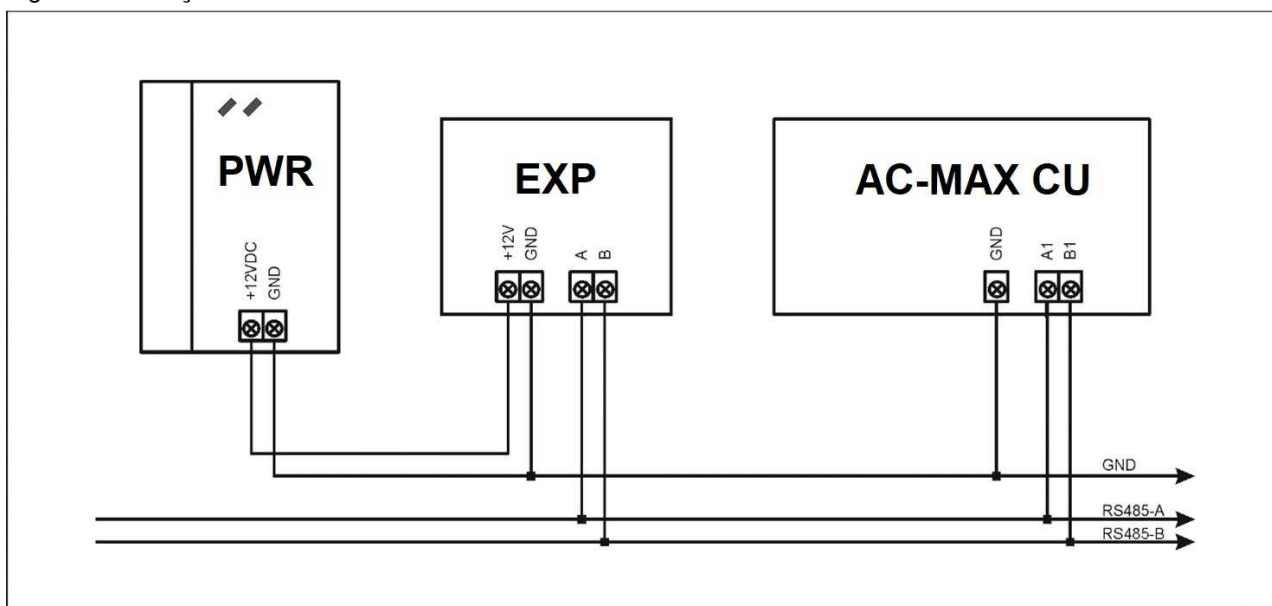 PWR
EXP
AC-MAX CU
+12VDC
GND
+12V
GND
A
B
GND
A1
B1
GND
RS485-A
RS485-B